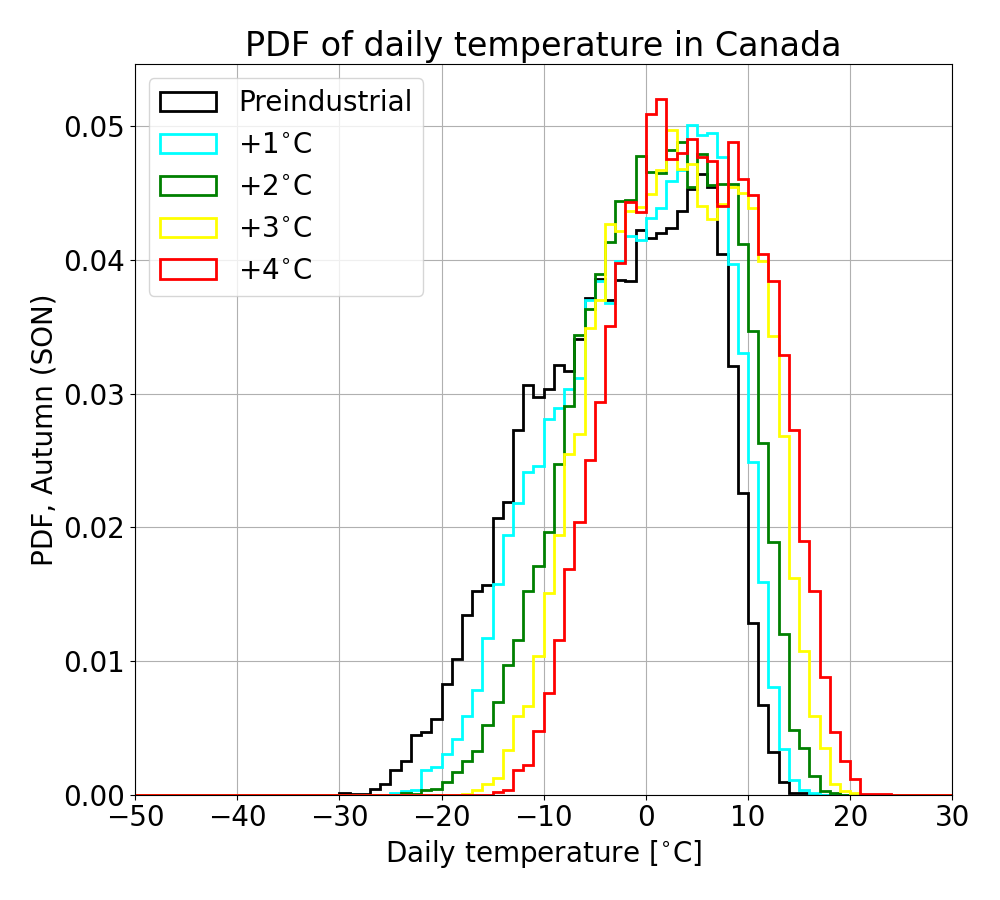 PDF of daily temperature in Canada
Preindustrial
+1°C
+2°C
+3°C
+4°C
PDF, Autumn (SON)
0.05
0.04
0.03
0.02
0.01
0.00
−50 −40 −30 −20 −10 0 10 20 30
Daily temperature [°C]